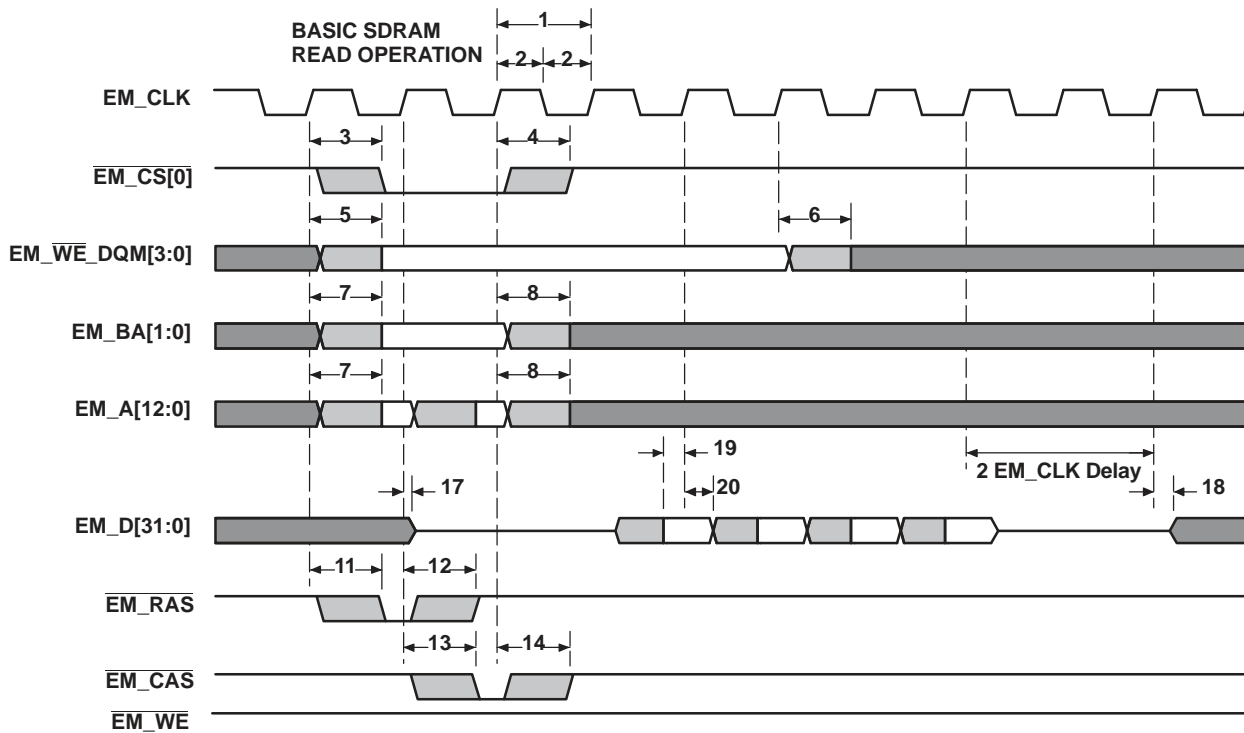 BASIC SDRAM
READ OPERATION
1
2 2
EM_CLK
3 4
EM_CS[0]
5 6
EM_WE_DQM[3:0]
7 8
EM_BA[1:0]
7 8
EM_A[12:0]
19
2 EM_CLK Delay
17 20 18
EM_D[31:0]
11 12
EM_RAS
13 14
EM_CAS
EM_WE